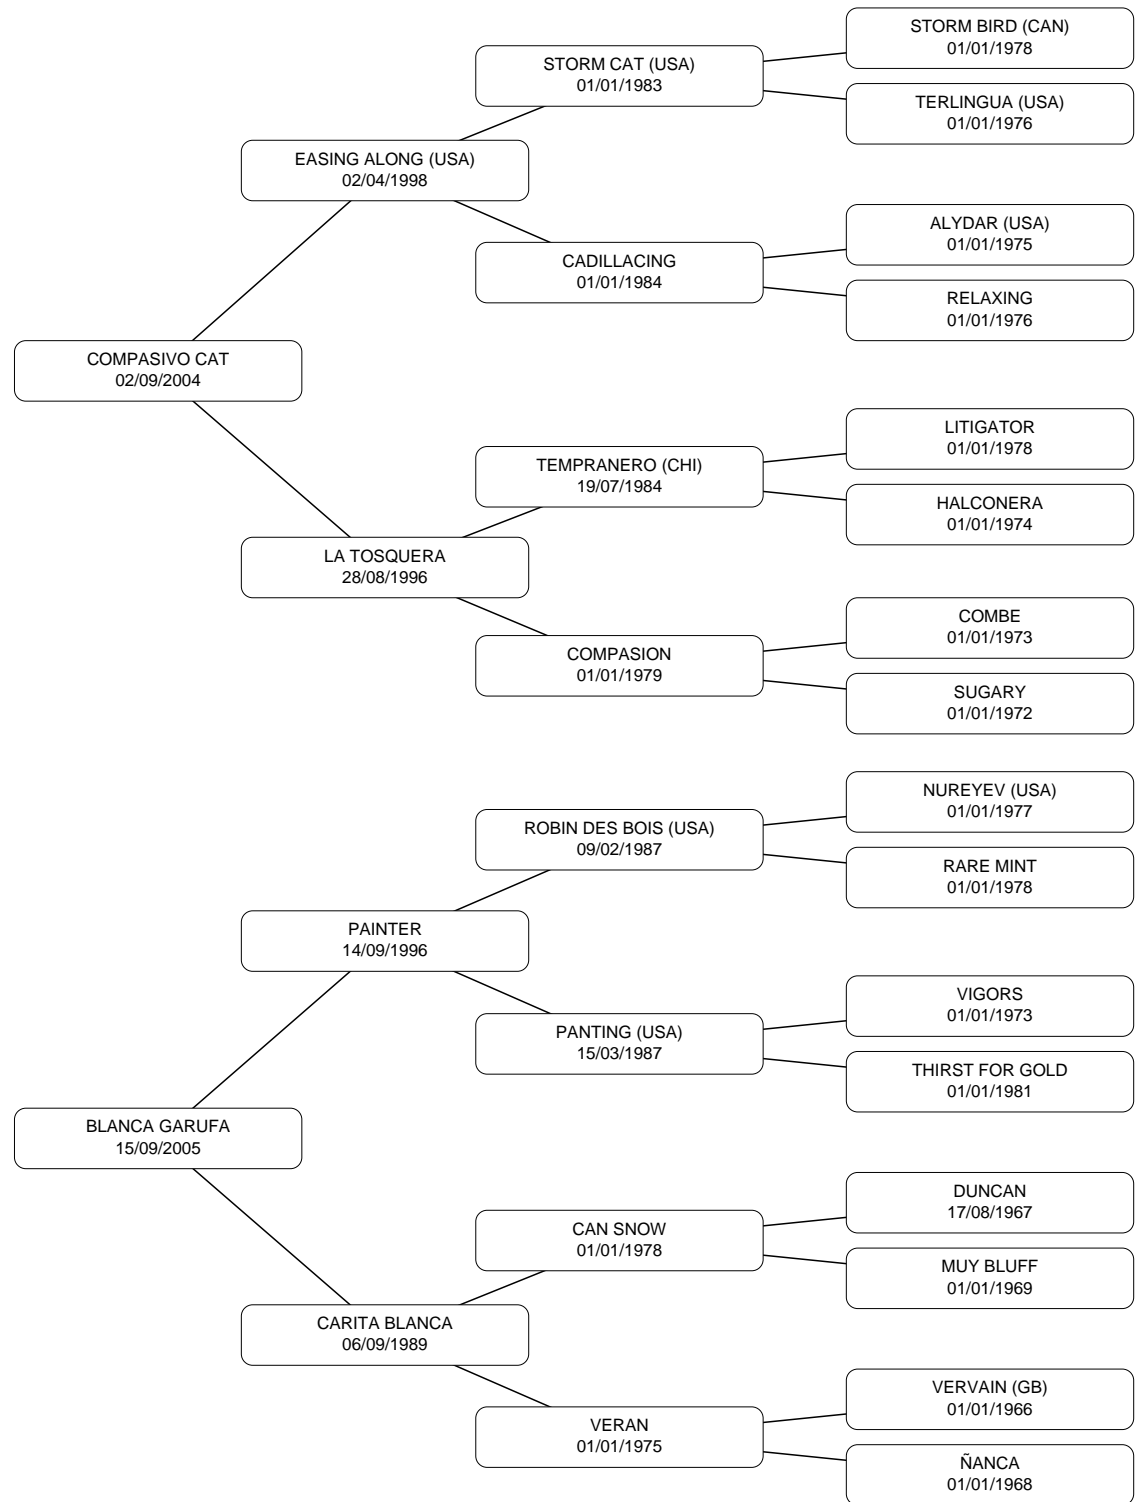 STORM BIRD (CAN)
01/01/1978
STORM CAT (USA)
01/01/1983
TERLINGUA (USA)
01/01/1976
EASING ALONG (USA)
02/04/1998
ALYDAR (USA)
01/01/1975
CADILLACING
01/01/1984
RELAXING
01/01/1976
COMPASIVO CAT
02/09/2004
LITIGATOR
01/01/1978
TEMPRANERO (CHI)
19/07/1984
HALCONERA
01/01/1974
LA TOSQUERA
28/08/1996
COMBE
01/01/1973
COMPASION
01/01/1979
SUGARY
01/01/1972
NUREYEV (USA)
01/01/1977
ROBIN DES BOIS (USA)
09/02/1987
RARE MINT
01/01/1978
PAINTER
14/09/1996
VIGORS
01/01/1973
PANTING (USA)
15/03/1987
THIRST FOR GOLD
01/01/1981
BLANCA GARUFA
15/09/2005
DUNCAN
17/08/1967
CAN SNOW
01/01/1978
MUY BLUFF
01/01/1969
CARITA BLANCA
06/09/1989
VERVAIN (GB)
01/01/1966
VERAN
01/01/1975
ÑANCA
01/01/1968